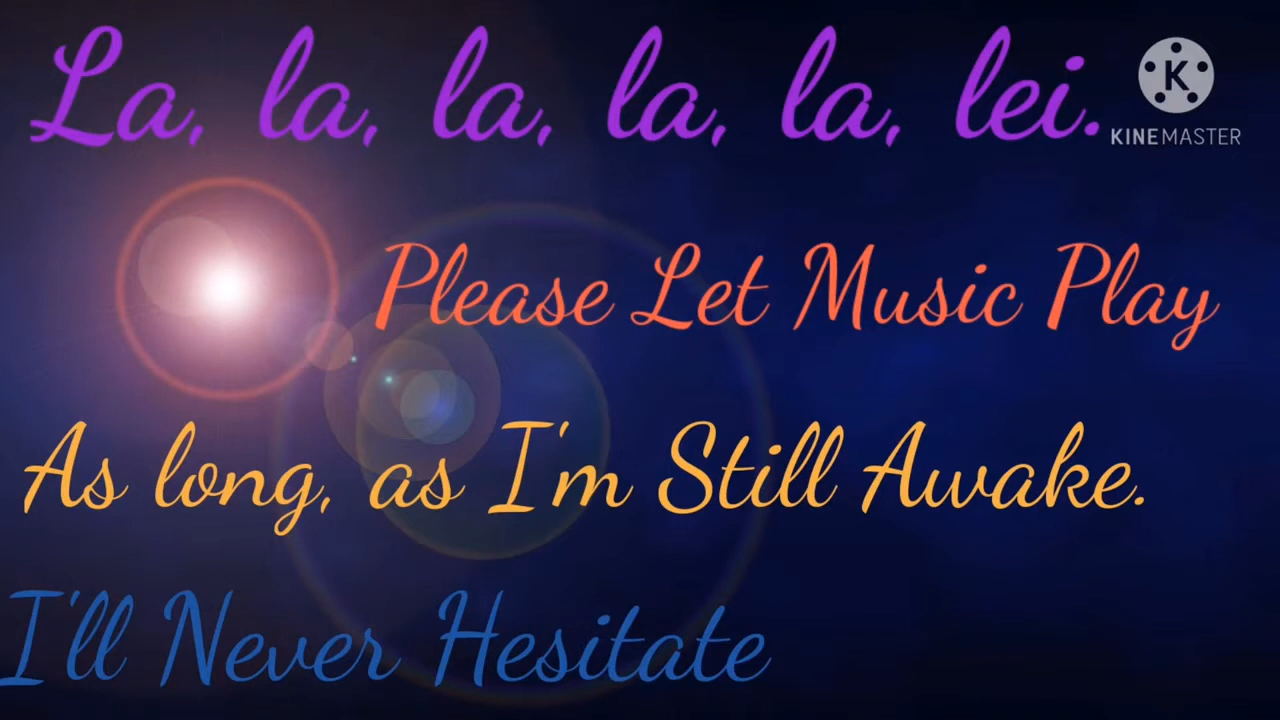 La, la, la, la, la, lei.
K
KINEMASTER
Please Let Music Play
As long, as I'm Still Awake.
I'll Never Hesitate